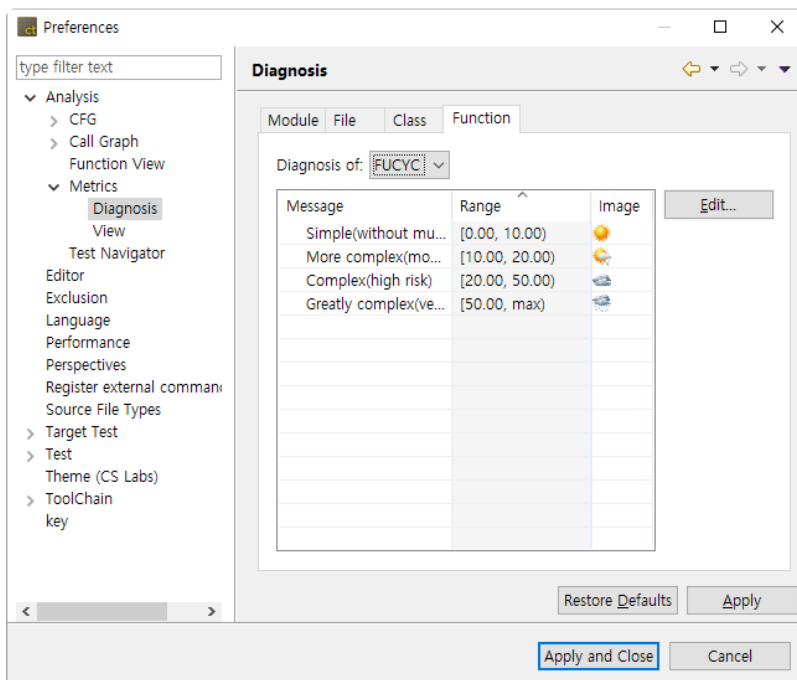 ct Preferences
type filter text
Analysis
CFG
Call Graph
Function View
Metrics
Diagnosis
View
Test Navigator
Editor
Exclusion
Language
Performance
Perspectives
Register external comman
Source File Types
Target Test
Test
Theme (CS Labs)
ToolChain
key
Diagnosis
Module File Class Function
Diagnosis of: FUCYC
Message Range Image
Simple(without mu... [0.00, 10.00)
More complex(mo... [10.00, 20.00)
Complex(high risk) [20.00, 50.00)
Greatly complex(ve... [50.00, max)
Edit...
Restore Defaults Apply
Apply and Close Cancel